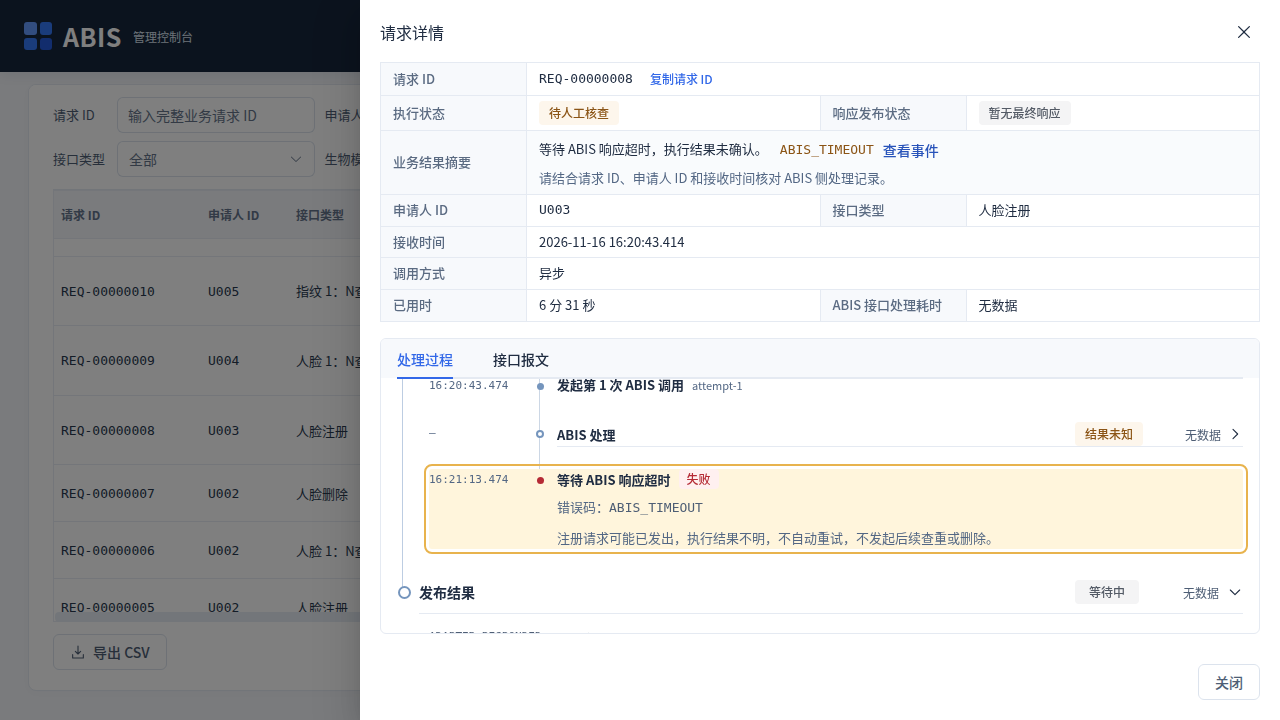 ABIS 管理控制台
请求 ID 输入完整业务请求 ID 申请人
接口类型 全部 生物模
请求 ID 申请人 ID 接口类型
REQ-00000010 U005 指纹 1：N查
REQ-00000009 U004 人脸 1：N查
REQ-00000008 U003 人脸注册
REQ-00000007 U002 人脸删除
REQ-00000006 U002 人脸 1：N查
REQ-00000005 U002 人脸注册
导出 CSV
请求详情
请求 ID REQ-00000008 复制请求 ID
执行状态 待人工核查 响应发布状态 暂无最终响应
业务结果摘要 等待 ABIS 响应超时，执行结果未确认。 ABIS_TIMEOUT 查看事件
请结合请求 ID、申请人 ID 和接收时间核对 ABIS 侧处理记录。
申请人 ID U003 接口类型 人脸注册
接收时间 2026-11-16 16:20:43.414
调用方式 异步
已用时 6 分 31 秒 ABIS 接口处理耗时 无数据
处理过程 接口报文
16:20:43.474 发起第 1 次 ABIS 调用 attempt-1
— ABIS 处理 结果未知 无数据
16:21:13.474 等待 ABIS 响应超时 失败
错误码：ABIS_TIMEOUT
注册请求可能已发出，执行结果不明，不自动重试，不发起后续查重或删除。
发布结果 等待中 无数据
关闭